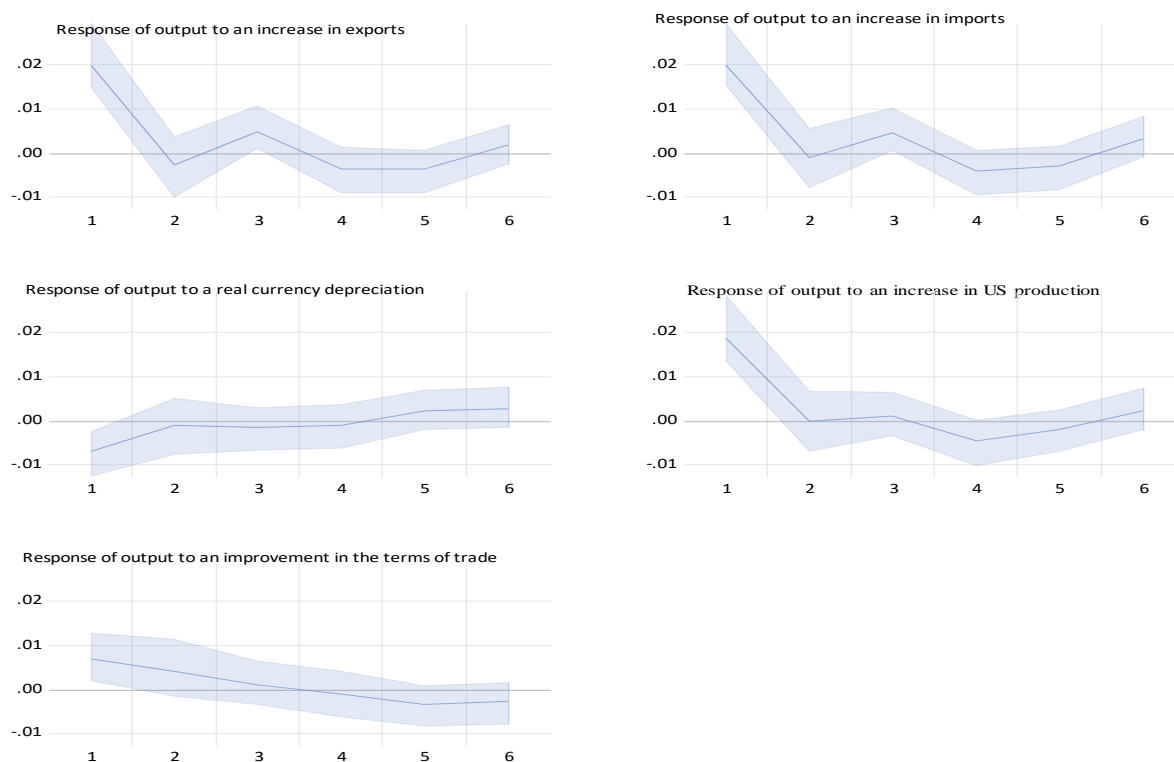 Response of output to an increase in exports
.02
.01
.00
-.01
1 2 3 4 5 6
Response of output to an increase in imports
.02
.01
.00
-.01
1 2 3 4 5 6
Response of output to a real currency depreciation
.02
.01
.00
-.01
1 2 3 4 5 6
Response of output to an increase in US production
.02
.01
.00
-.01
1 2 3 4 5 6
Response of output to an improvement in the terms of trade
.02
.01
.00
-.01
1 2 3 4 5 6